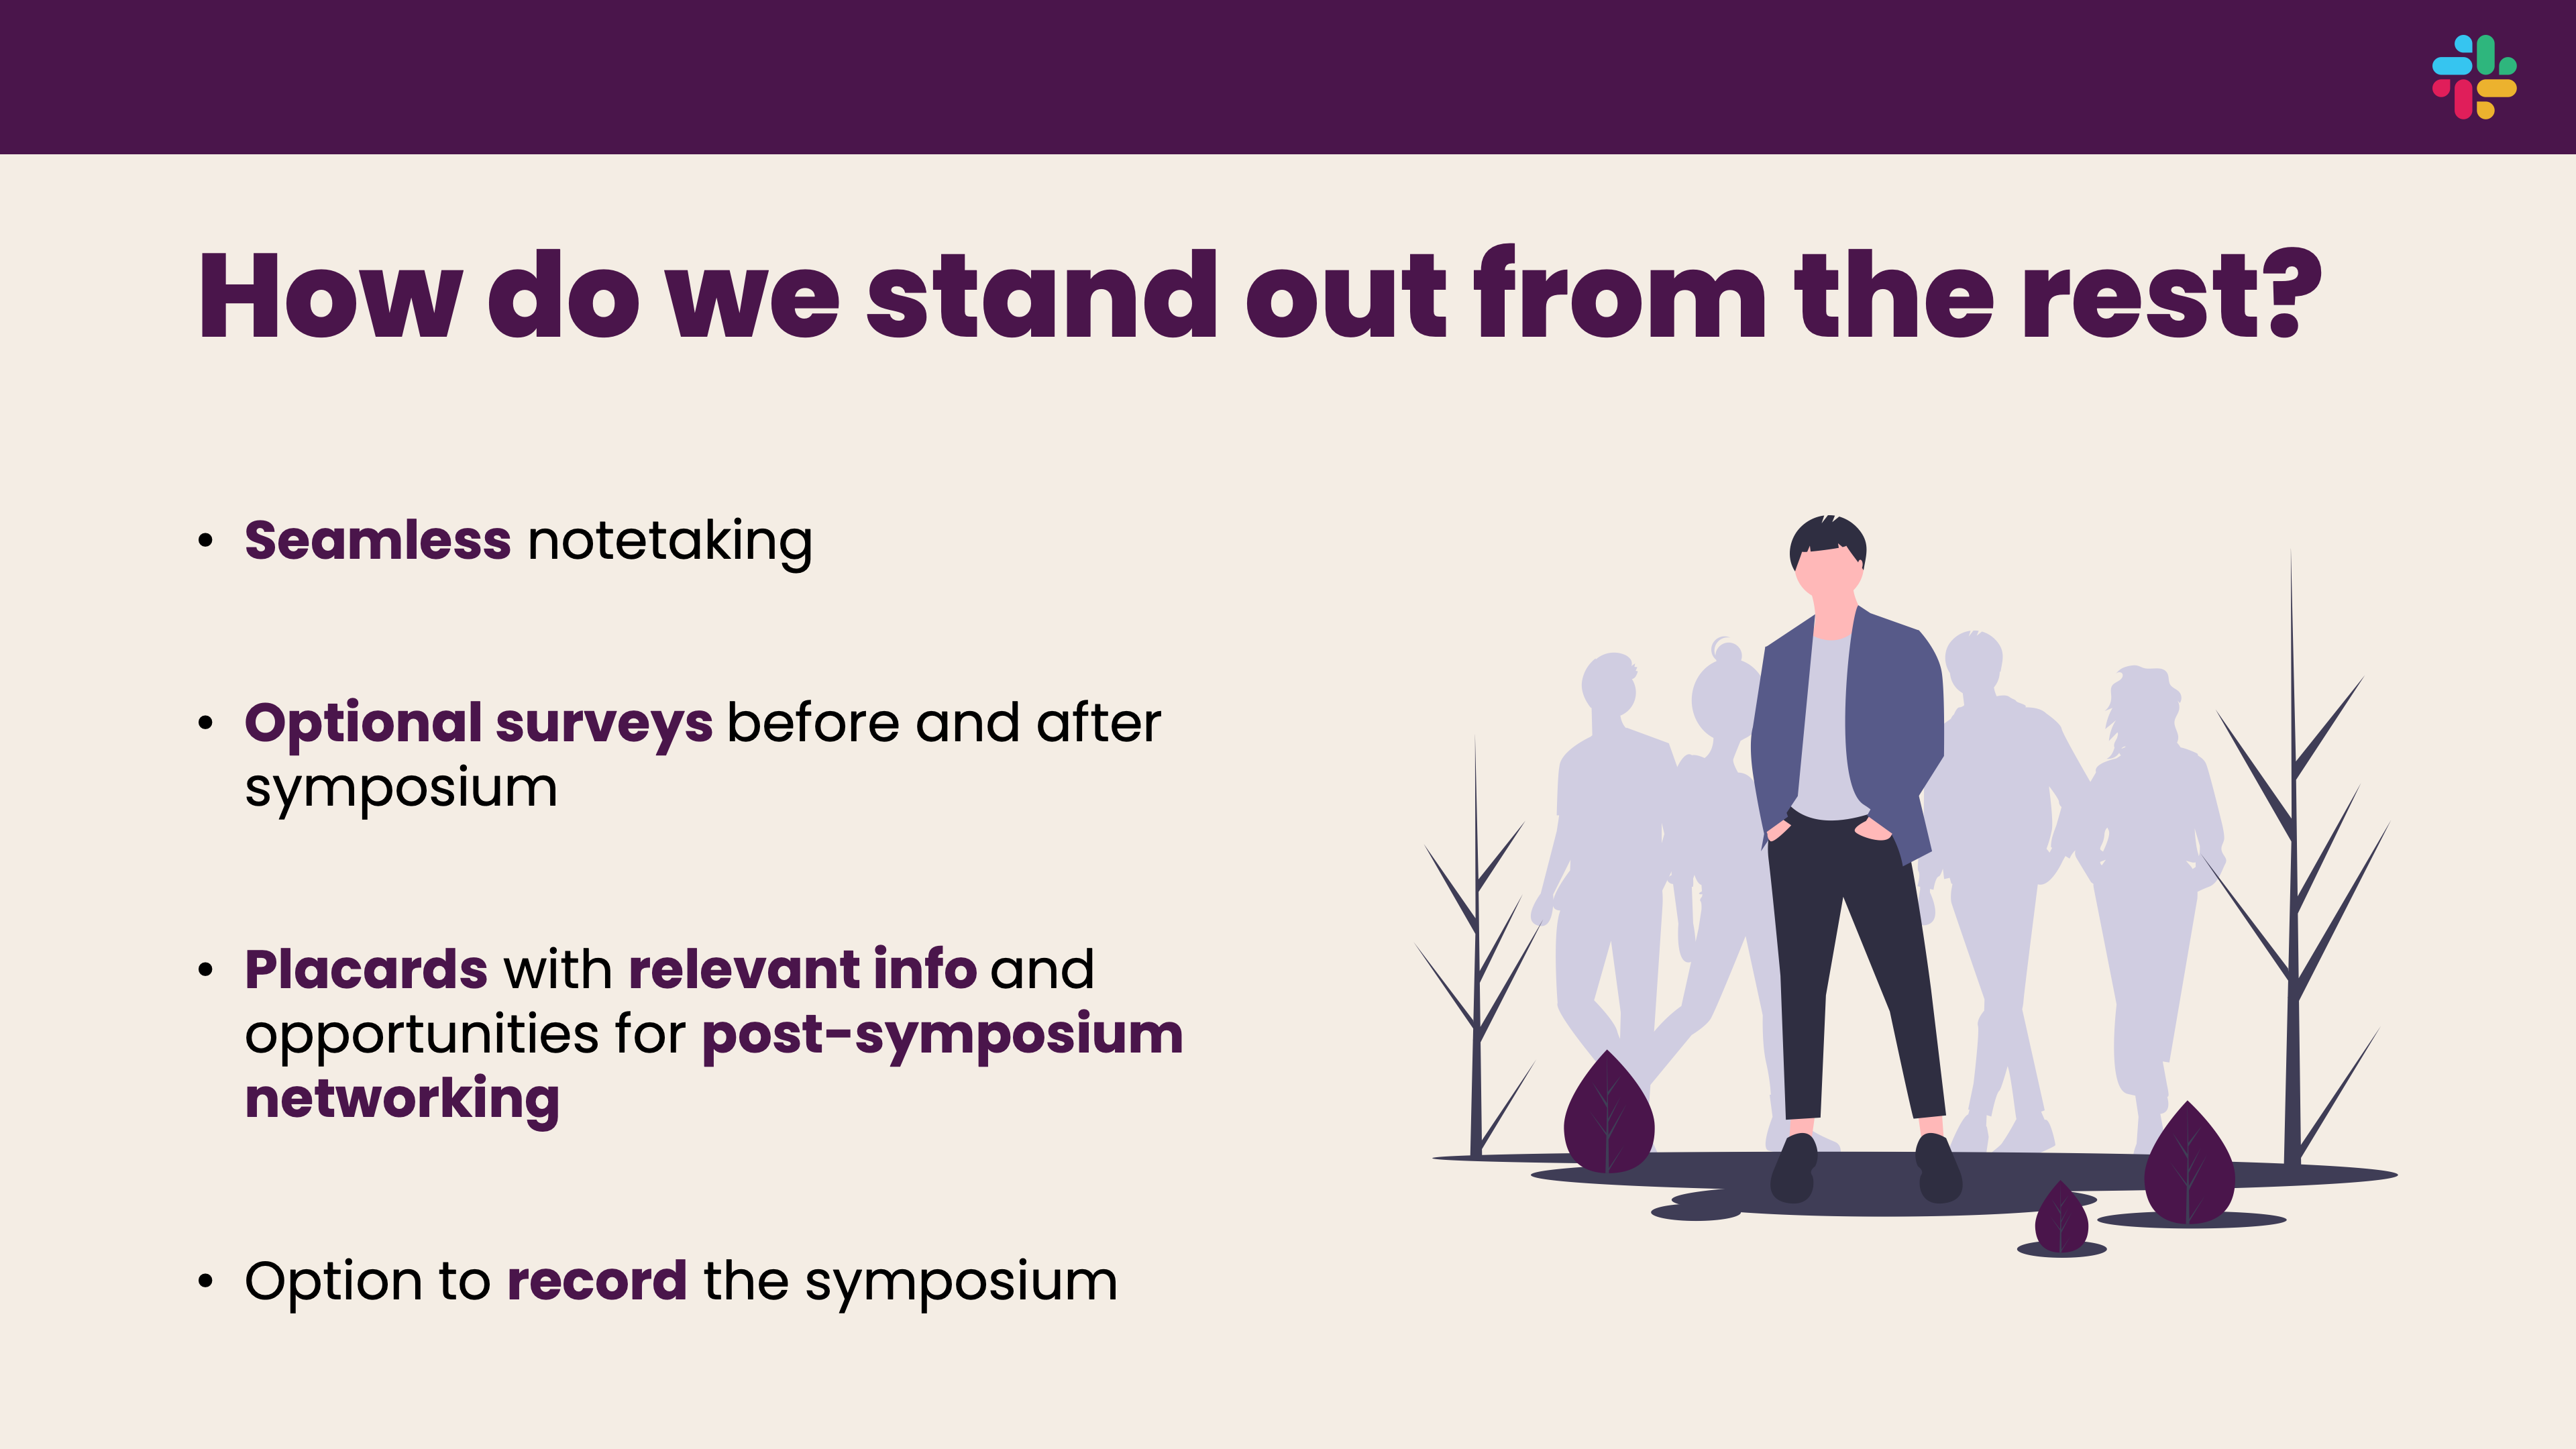 How do we stand out from the rest?
• Seamless notetaking
• Optional surveys before and after
symposium
• Placards with relevant info and
opportunities for post-symposium
networking
• Option to record the symposium